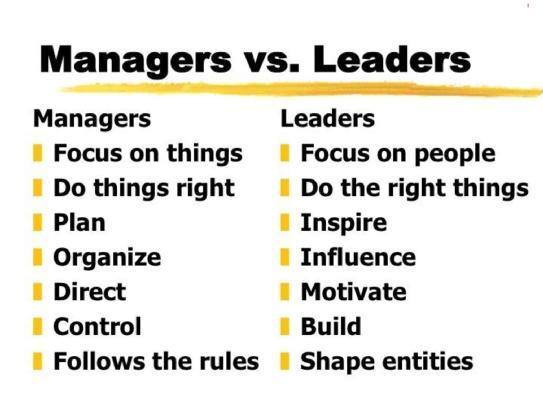 Managers vs. Leaders
Managers
Focus on things
Do things right
Plan
Organize
Direct
Control
Follows the rules
Leaders
Focus on people
Do the right things
Inspire
Influence
Motivate
Build
Shape entities